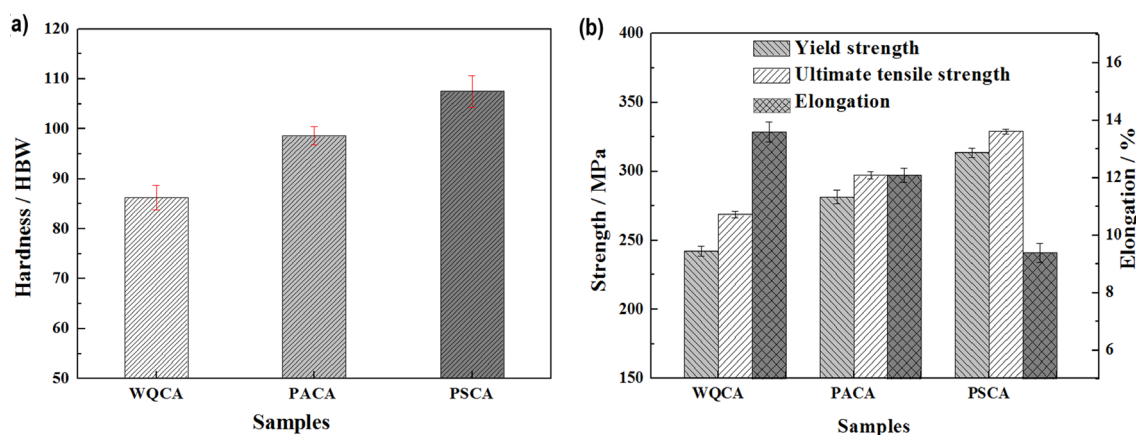 a)
120
110
100
90
80
70
60
50
Hardness / HBW
WQCA
PACA
PSCA
Samples
(b)
400
350
300
250
200
150
Strength / MPa
Yield strength
Ultimate tensile strength
Elongation
16
14
12
10
8
6
Elongation / %
WQCA
PACA
PSCA
Samples